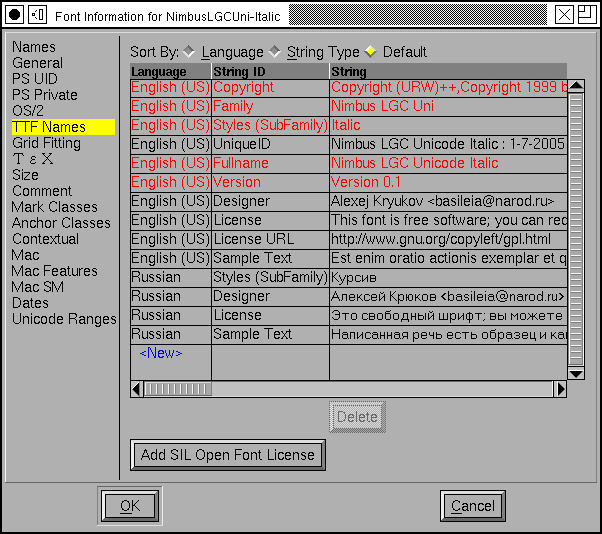 Font Information for NimbusLGCUni-Italic
Names
General
PS UID
PS Private
OS/2
TTF Names
Grid Fitting
Τ ε Χ
Size
Comment
Mark Classes
Anchor Classes
Contextual
Mac
Mac Features
Mac SM
Dates
Unicode Ranges
Sort By: Language String Type Default
Language String ID String
English (US) Copyright Copyright (URW)++,Copyright 1999 b
English (US) Family Nimbus LGC Uni
English (US) Styles (SubFamily) Italic
English (US) UniqueID Nimbus LGC Unicode Italic : 1-7-2005
English (US) Fullname Nimbus LGC Unicode Italic
English (US) Version Version 0.1
English (US) Designer Alexej Kryukov <basileia@narod.ru>
English (US) License This font is free software; you can red
English (US) License URL http://www.gnu.org/copyleft/gpl.html
English (US) Sample Text Est enim oratio actionis exemplar et q
Russian Styles (SubFamily) Курсив
Russian Designer Алексей Крюков <basileia@narod.ru>
Russian License Это свободный шрифт; вы можете
Russian Sample Text Написанная речь есть образец и ка
<New>
Delete
Add SIL Open Font License
OK Cancel